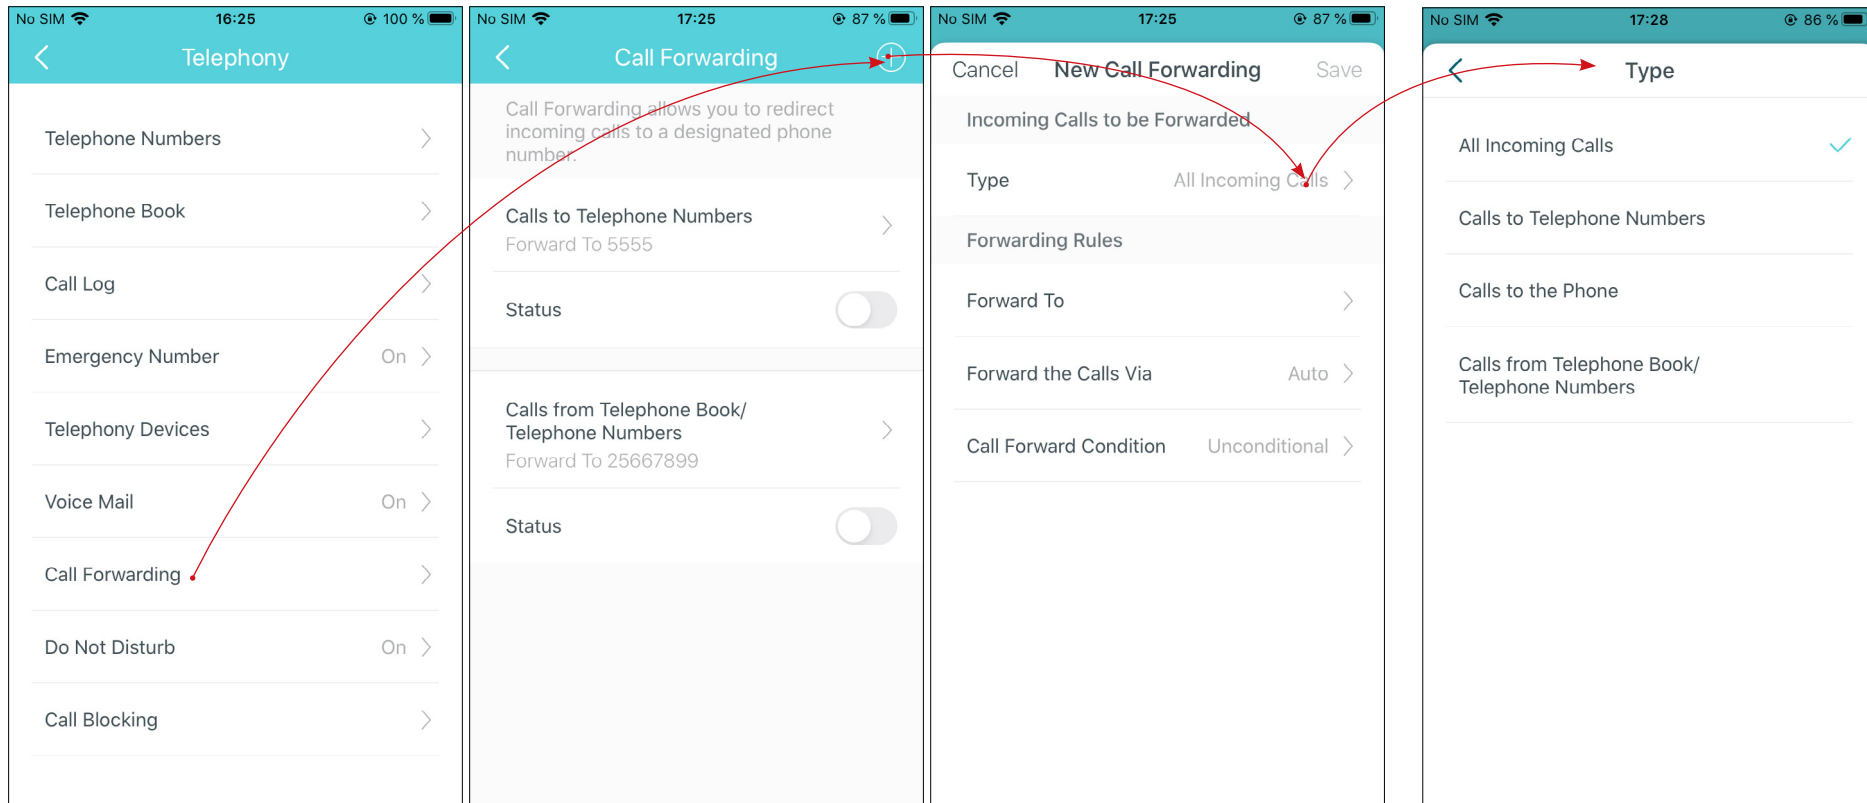 No SIM 16:25 100 %
Telephony
Telephone Numbers
Telephone Book
Call Log
Emergency Number On
Telephony Devices
Voice Mail On
Call Forwarding
Do Not Disturb On
Call Blocking
No SIM 17:25 87 %
Call Forwarding
Call Forwarding allows you to redirect
incoming calls to a designated phone
number.
Calls to Telephone Numbers
Forward To 5555
Status
Calls from Telephone Book/
Telephone Numbers
Forward To 25667899
Status
No SIM 17:25 87 %
Cancel New Call Forwarding Save
Incoming Calls to be Forwarded
Type All Incoming Calls
Forwarding Rules
Forward To
Forward the Calls Via Auto
Call Forward Condition Unconditional
No SIM 17:28 86 %
Type
All Incoming Calls
Calls to Telephone Numbers
Calls to the Phone
Calls from Telephone Book/
Telephone Numbers